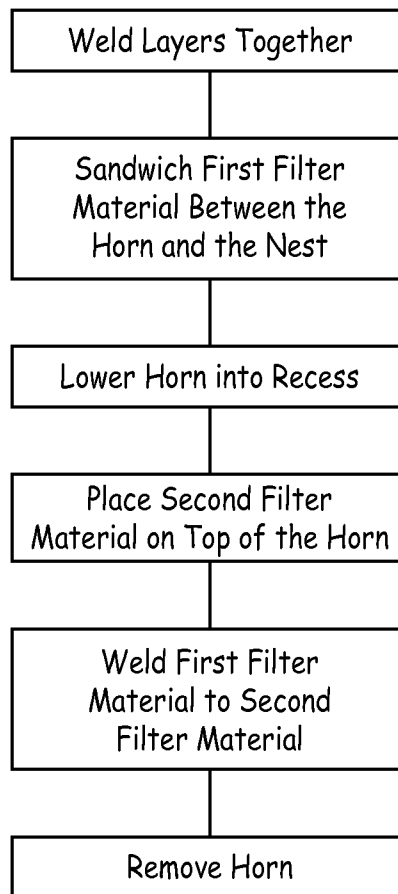 Weld Layers Together
Sandwich First Filter
Material Between the
Horn and the Nest
Lower Horn into Recess
Place Second Filter
Material on Top of the Horn
Weld First Filter
Material to Second
Filter Material
Remove Horn